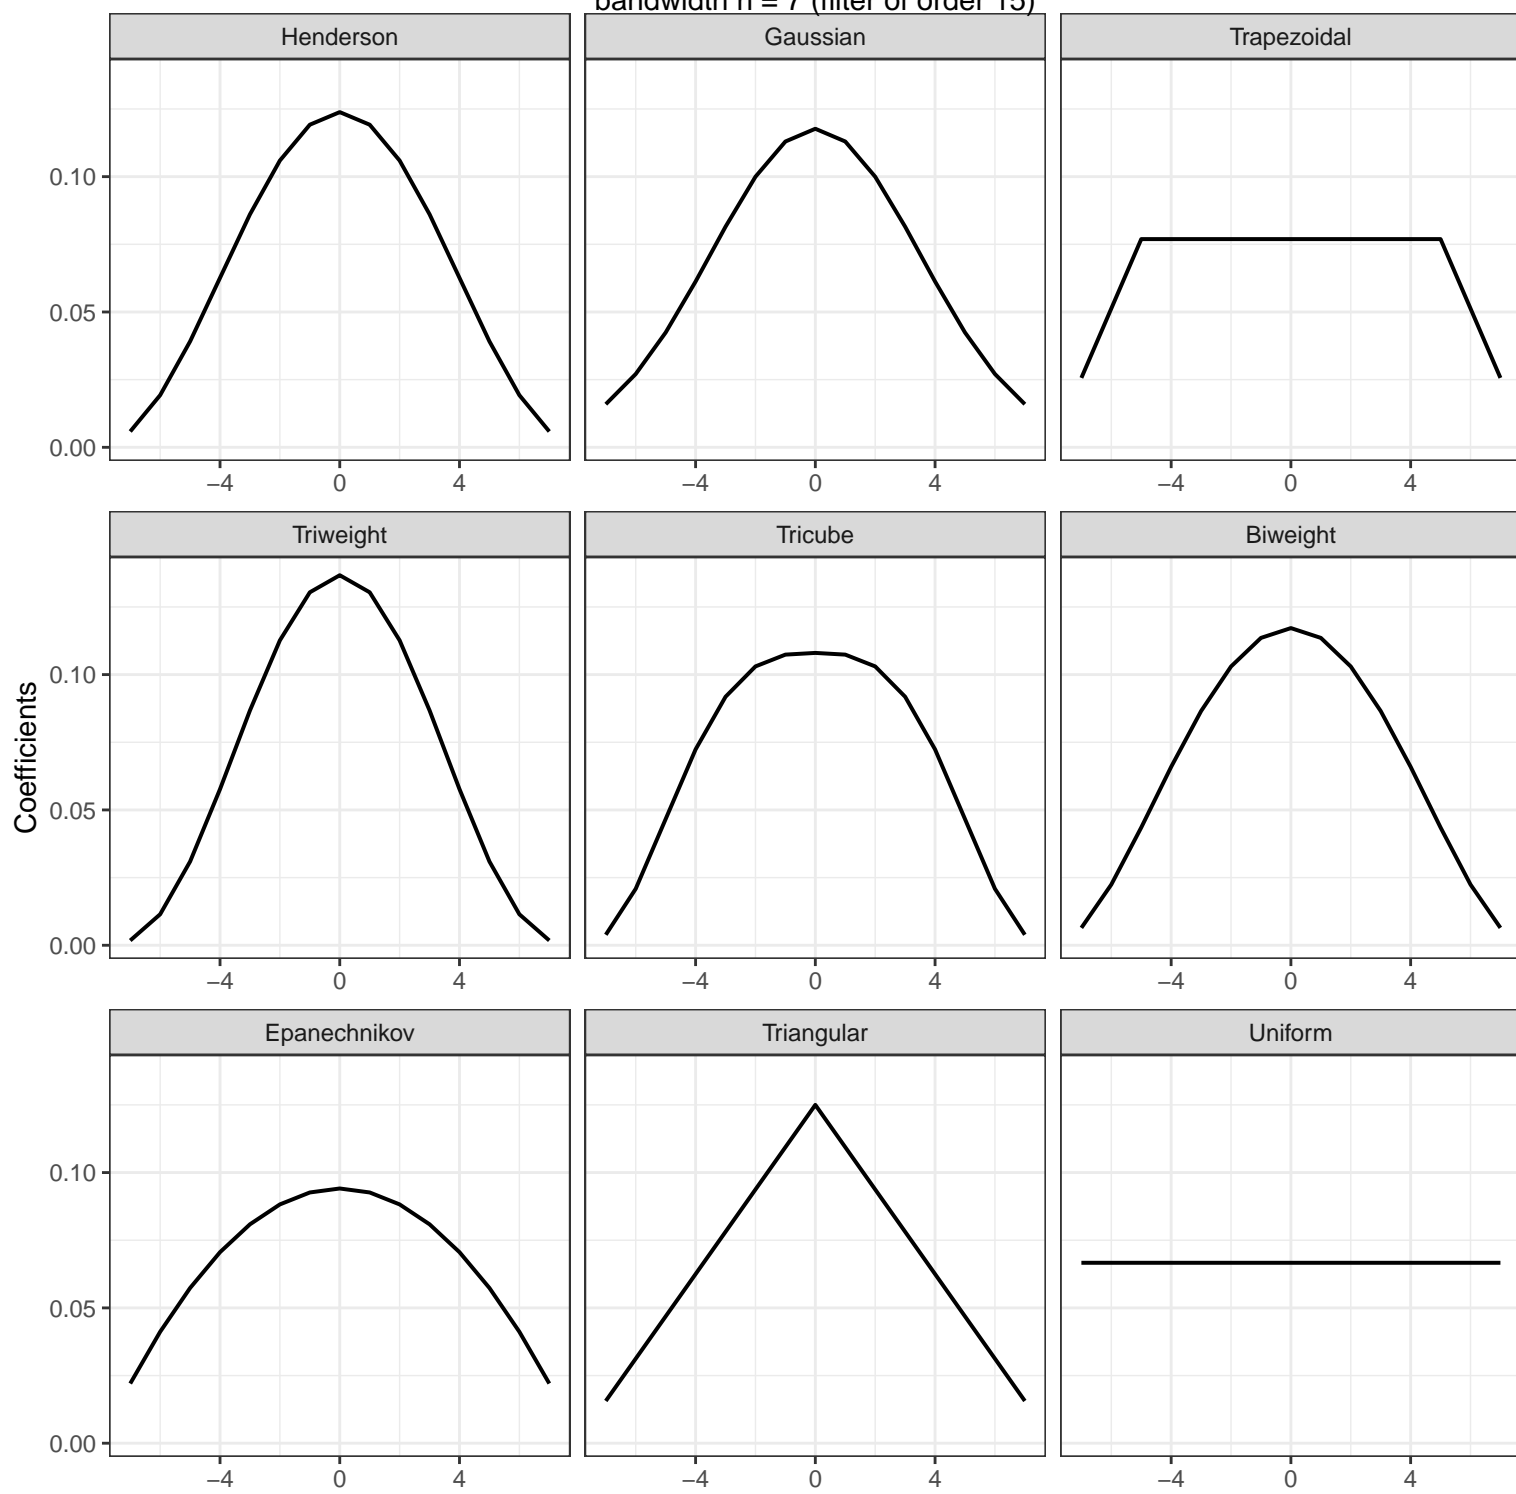 bandwidth h = 7 (filter of order 15)
Henderson Gaussian Trapezoidal
0.10
0.05
0.00
−4 0 4 −4 0 4 −4 0 4
Triweight Tricube Biweight
0.10
0.05
0.00
−4 0 4 −4 0 4 −4 0 4
Coefficients
Epanechnikov Triangular Uniform
0.10
0.05
0.00
−4 0 4 −4 0 4 −4 0 4